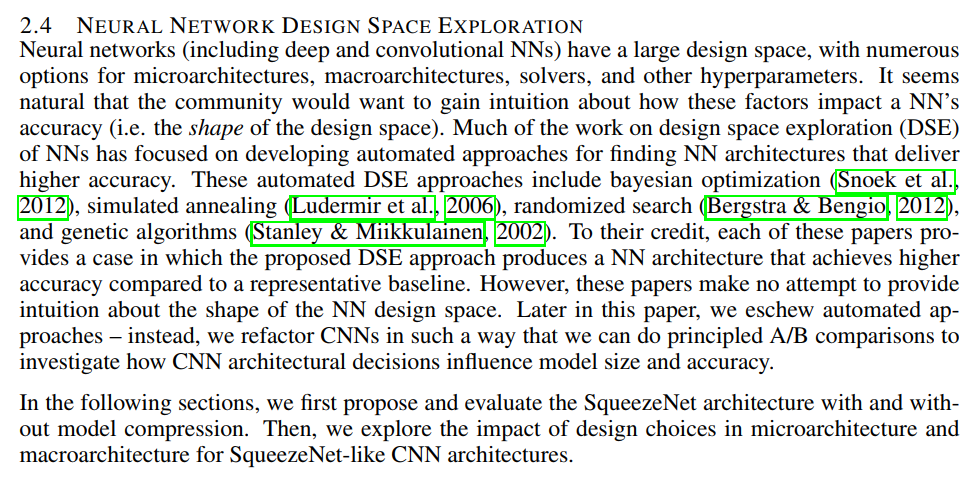 2.4 NEURAL NETWORK DESIGN SPACE EXPLORATION
Neural networks (including deep and convolutional NNs) have a large design space, with numerous
options for microarchitectures, macroarchitectures, solvers, and other hyperparameters. It seems
natural that the community would want to gain intuition about how these factors impact a NN's
accuracy (i.e. the shape of the design space). Much of the work on design space exploration (DSE)
of NNs has focused on developing automated approaches for finding NN architectures that deliver
higher accuracy. These automated DSE approaches include bayesian optimization (Snoek et al.,
2012), simulated annealing (Ludermir et al., 2006), randomized search (Bergstra & Bengio, 2012),
and genetic algorithms (Stanley & Miikkulainen, 2002). To their credit, each of these papers pro-
vides a case in which the proposed DSE approach produces a NN architecture that achieves higher
accuracy compared to a representative baseline. However, these papers make no attempt to provide
intuition about the shape of the NN design space. Later in this paper, we eschew automated ap-
proaches – instead, we refactor CNNs in such a way that we can do principled A/B comparisons to
investigate how CNN architectural decisions influence model size and accuracy.
In the following sections, we first propose and evaluate the SqueezeNet architecture with and with-
out model compression. Then, we explore the impact of design choices in microarchitecture and
macroarchitecture for SqueezeNet-like CNN architectures.